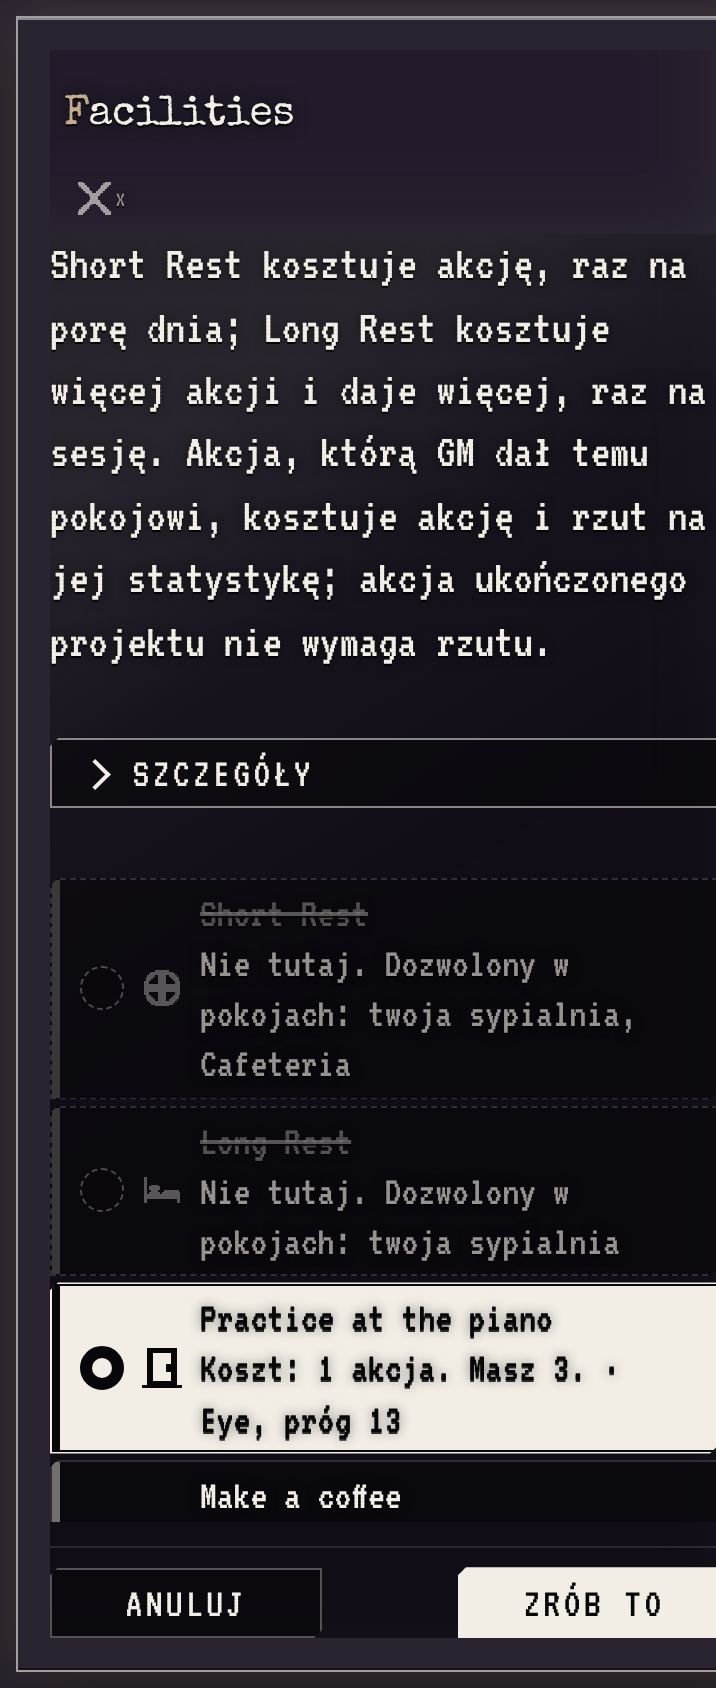 Facilities
X
Short Rest kosztuje akcję, raz na
porę dnia; Long Rest kosztuje
więcej akcji i daje więcej, raz na
sesję. Akcja, którą GM dał temu
pokojowi, kosztuje akcję i rzut na
jej statystykę; akcja ukończonego
projektu nie wymaga rzutu.
SZCZEGÓŁY
Short Rest
Nie tutaj. Dozwolony w
pokojach: twoja sypialnia,
Cafeteria
Long Rest
Nie tutaj. Dozwolony w
pokojach: twoja sypialnia
Practice at the piano
Koszt: 1 akcja. Masz 3. ·
Eye, próg 13
Make a coffee
ANULUJ
ZRÓB TO